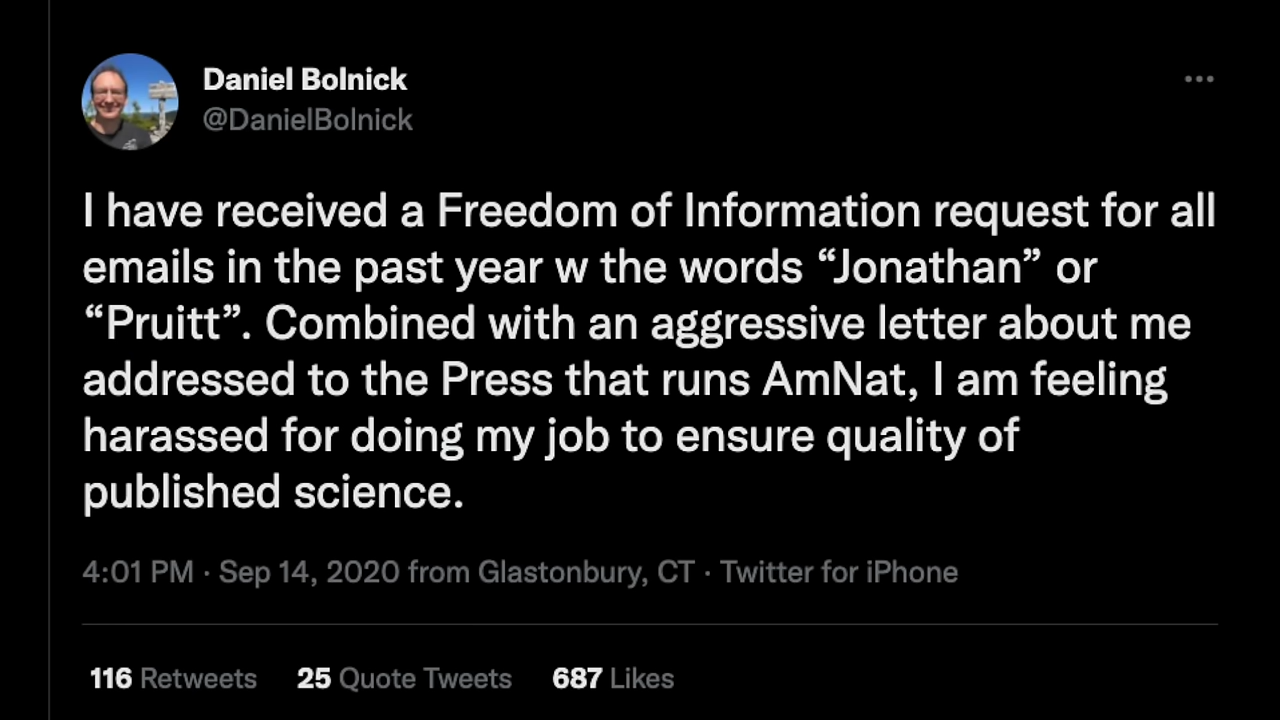 Daniel Bolnick
@DanielBolnick
I have received a Freedom of Information request for all
emails in the past year w the words “Jonathan” or
“Pruitt”. Combined with an aggressive letter about me
addressed to the Press that runs AmNat, I am feeling
harassed for doing my job to ensure quality of
published science.
4:01 PM · Sep 14, 2020 from Glastonbury, CT · Twitter for iPhone
116 Retweets 25 Quote Tweets 687 Likes